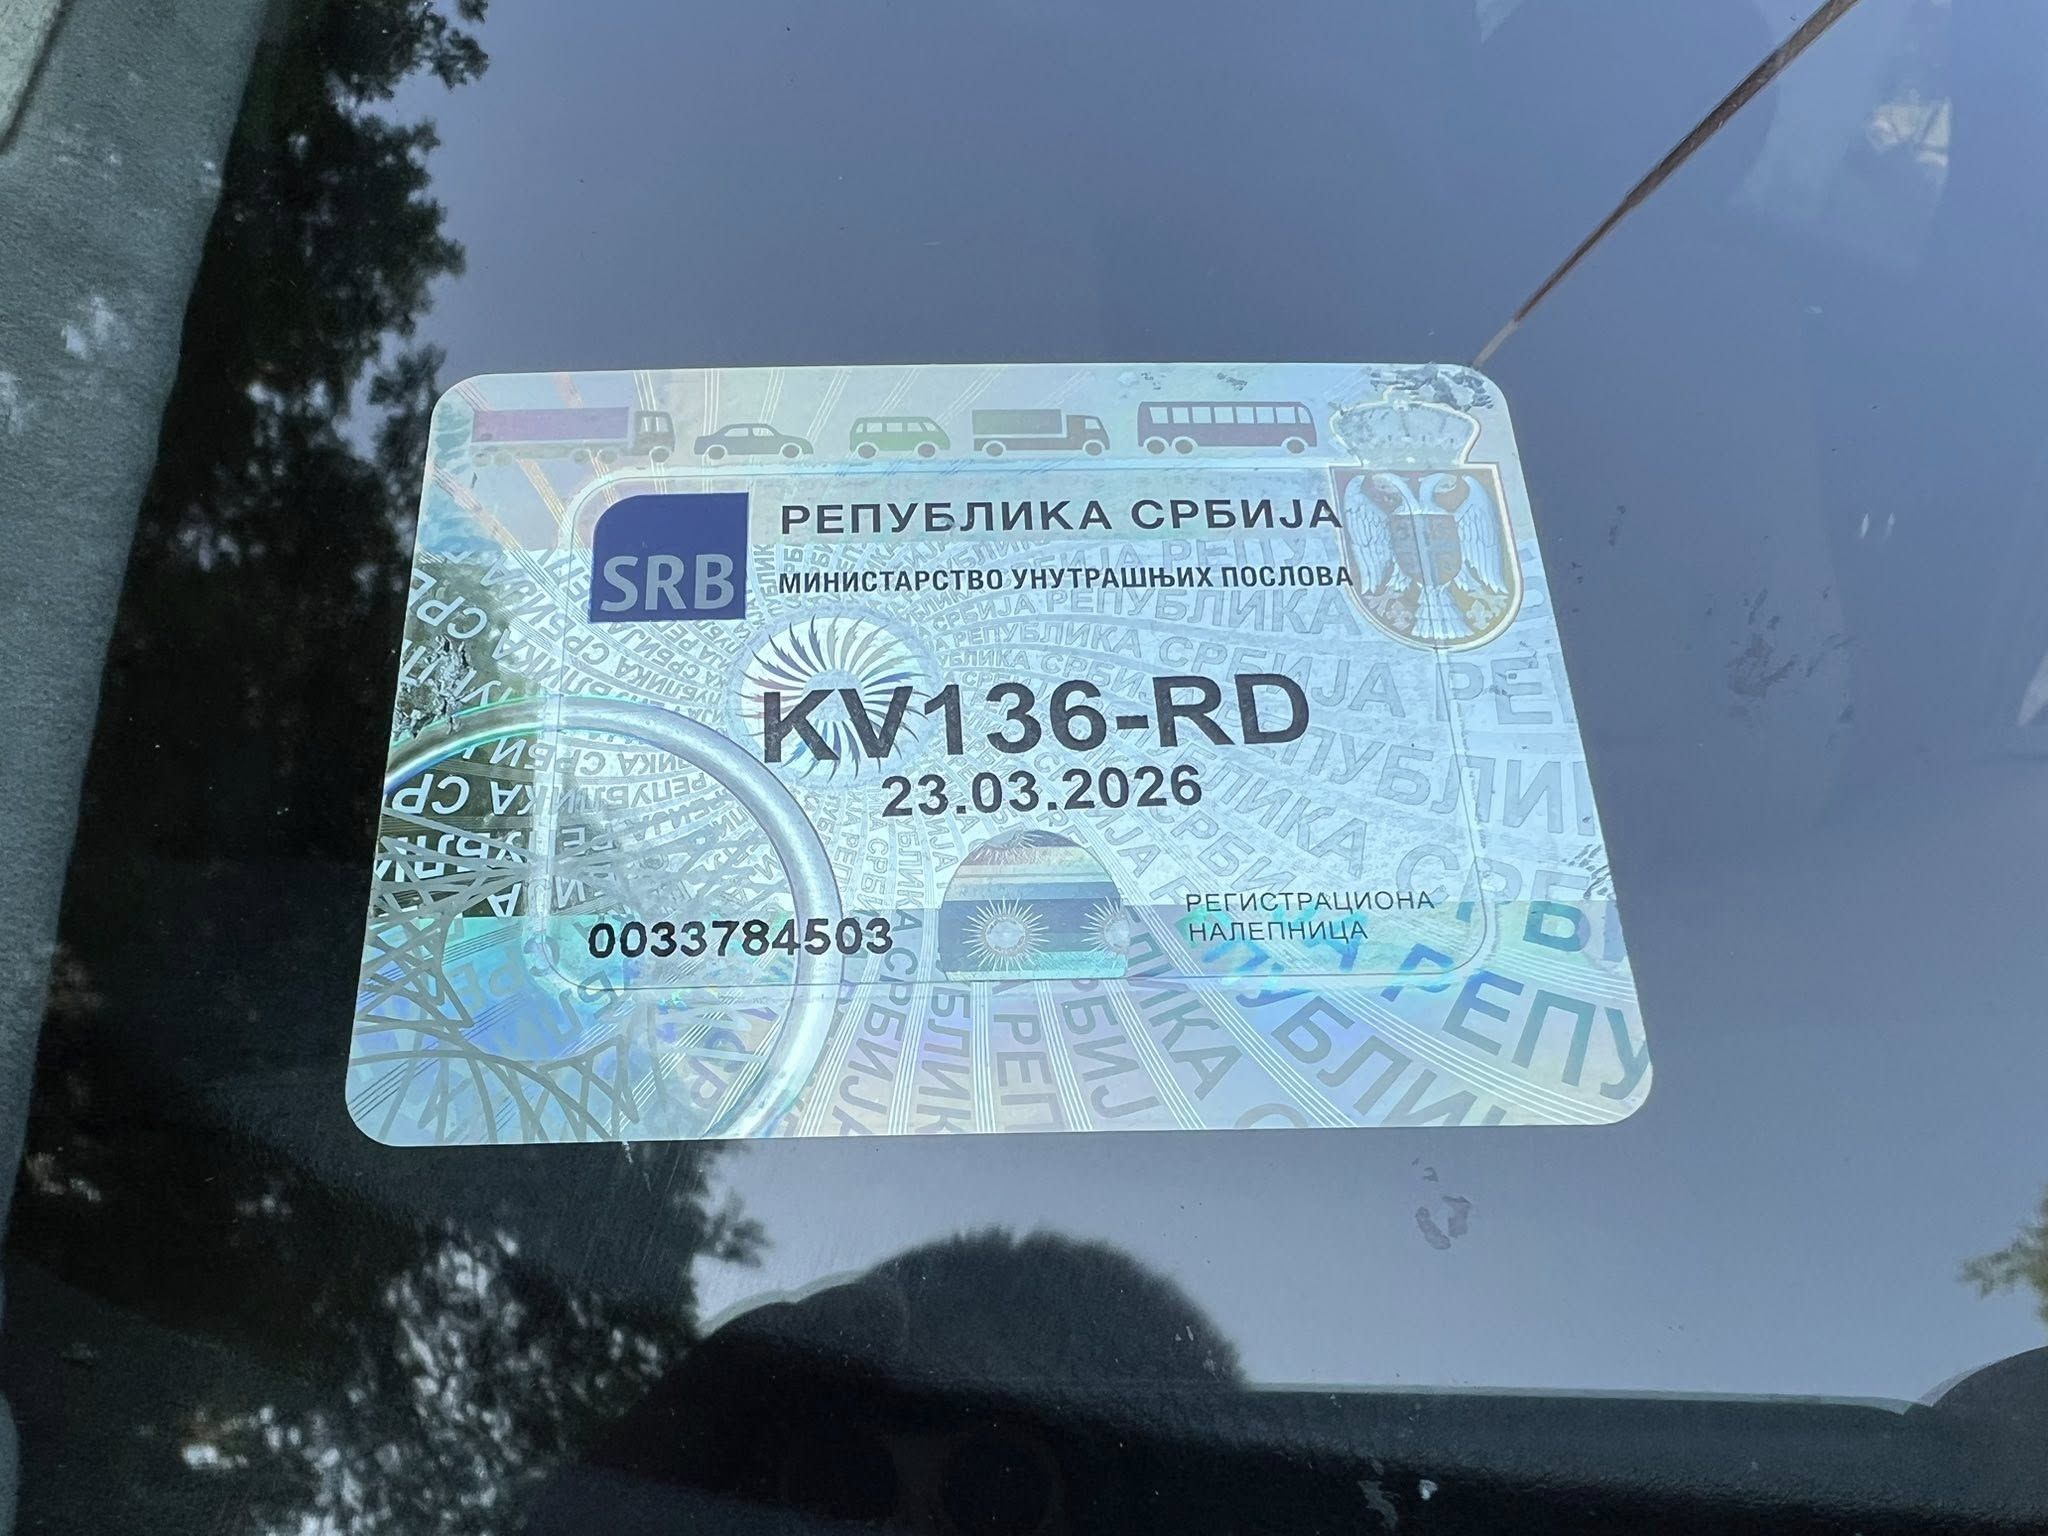 РЕПУБЛИКА СРБИЈА
SRB
МИНИСТАРСТВО УНУТРАШЊИХ ПОСЛОВА
KV136-RD
23.03.2026
РЕГИСТРАЦИОНА
НАЛЕПНИЦА
0033784503